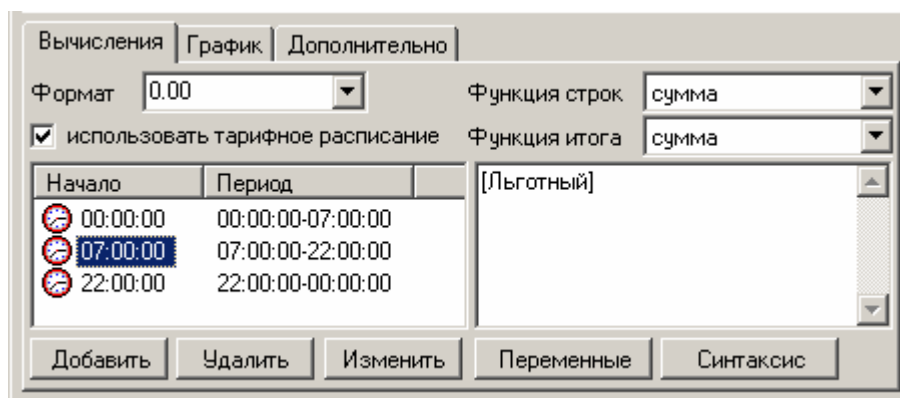 Вычисления График Дополнительно
Формат 0.00 Функция строк сумма
использовать тарифное расписание Функция итога сумма
Начало Период [Льготный]
00:00:00 00:00:00-07:00:00
07:00:00 07:00:00-22:00:00
22:00:00 22:00:00-00:00:00
Добавить Удалить Изменить Переменные Синтаксис